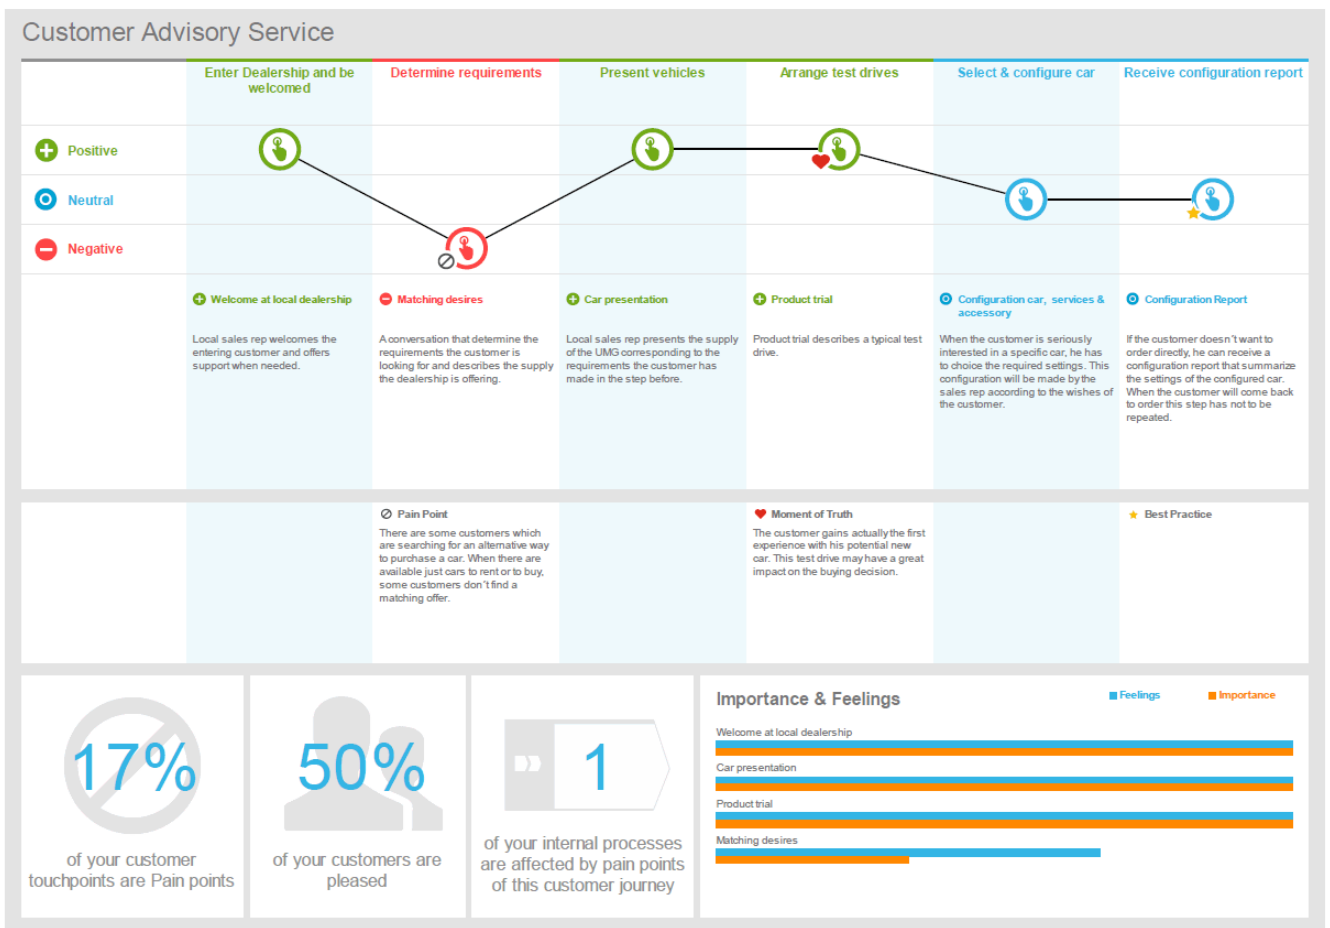 Customer Advisory Service
Enter Dealership and be
welcomed
Determine requirements
Present vehicles
Arrange test drives
Select & configure car
Receive configuration report
Positive
Neutral
Negative
Welcome at local dealership
Local sales rep welcomes the
entering customer and offers
support when needed.
Matching desires
A conversation that determine the
requirements the customer is
looking for and describes the supply
the dealership is offering.
Car presentation
Local sales rep presents the supply
of the UMG corresponding to the
requirements the customer has
made in the step before.
Product trial
Product trial describes a typical test
drive.
Configuration car, services &
accessory
When the customer is seriously
interested in a specific car, he has
to choice the required settings. This
configuration will be made by the
sales rep according to the wishes of
the customer.
Configuration Report
If the customer doesn't want to
order directly, he can receive a
configuration report that summarize
the settings of the configured car.
When the customer will come back
to order this step has not to be
repeated.
Pain Point
There are some customers which
are searching for an alternative way
to purchase a car. When there are
available just cars to rent or to buy,
some customers don't find a
matching offer.
Moment of Truth
The customer gains actually the first
experience with his potential new
car. This test drive may have a great
impact on the buying decision.
Best Practice
17%
of your customer
touchpoints are Pain points
50%
of your customers are
pleased
1
of your internal processes
are affected by pain points
of this customer journey
Importance & Feelings
Feelings
Importance
Welcome at local dealership
Car presentation
Product trial
Matching desires